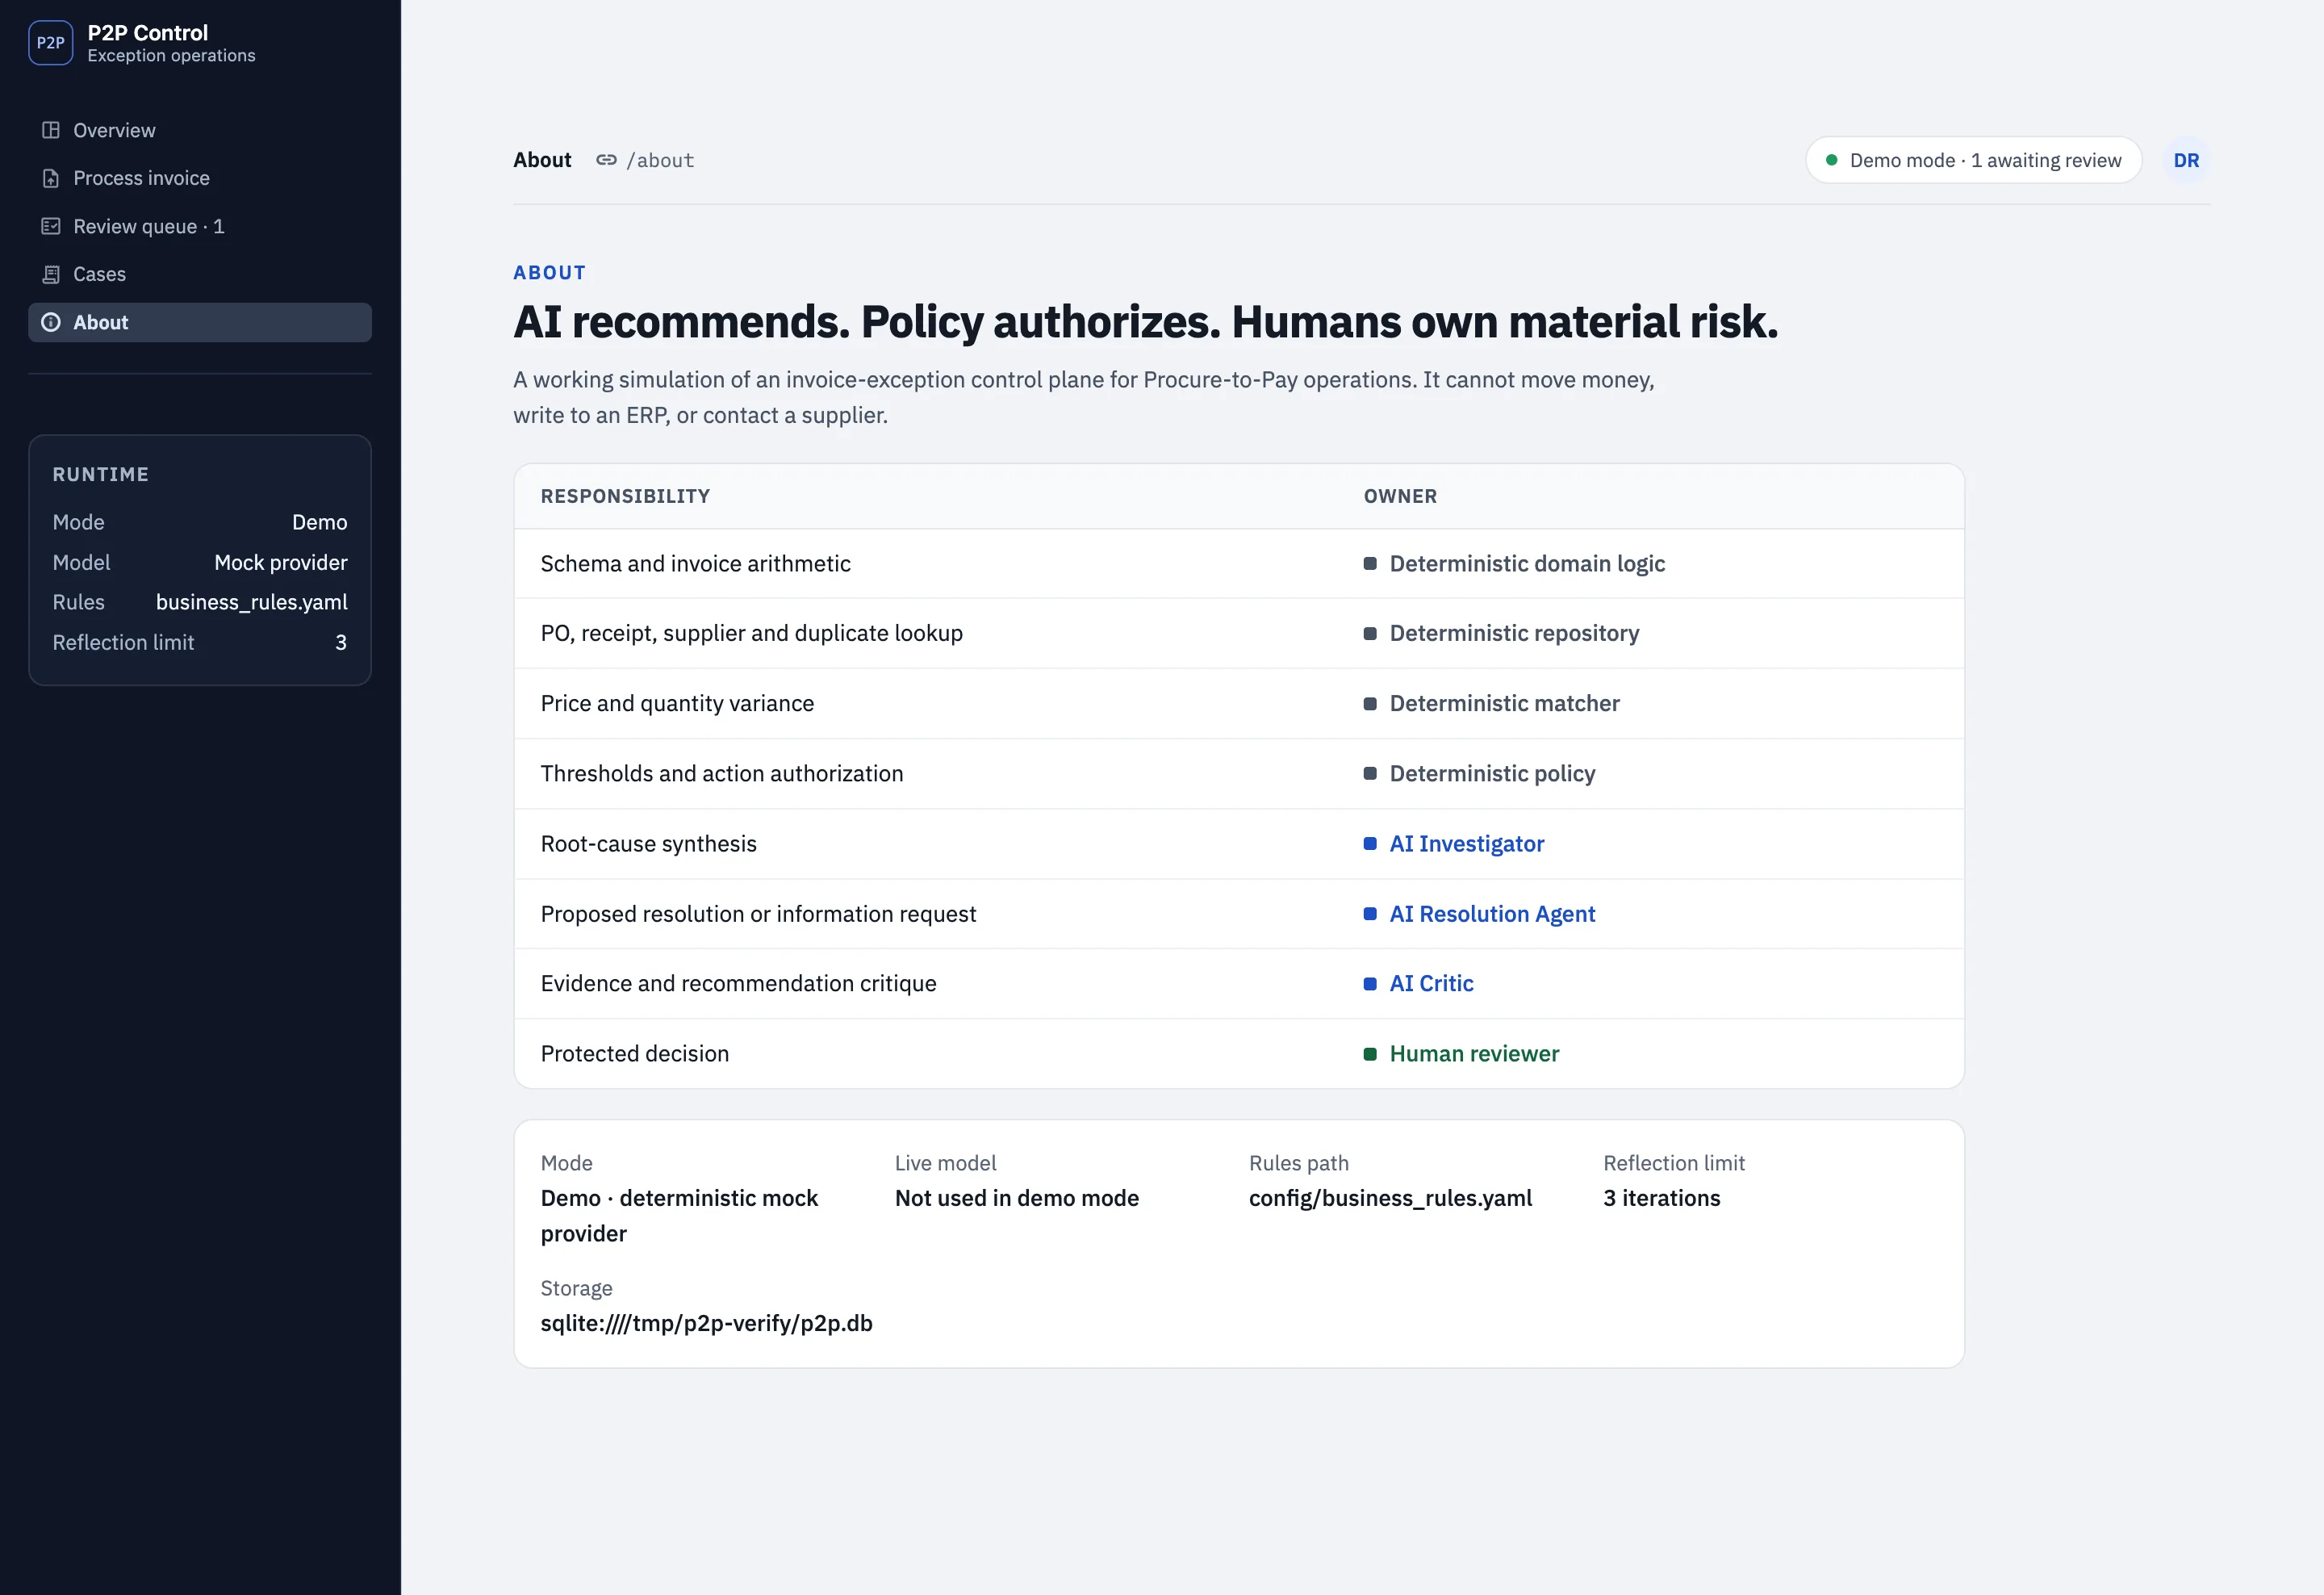 P2P
P2P Control
Exception operations
Overview
Process invoice
Review queue · 1
Cases
About
RUNTIME
Mode Demo
Model Mock provider
Rules business_rules.yaml
Reflection limit 3
About /about
Demo mode · 1 awaiting review
DR
ABOUT
AI recommends. Policy authorizes. Humans own material risk.
A working simulation of an invoice-exception control plane for Procure-to-Pay operations. It cannot move money,
write to an ERP, or contact a supplier.
RESPONSIBILITY OWNER
Schema and invoice arithmetic Deterministic domain logic
PO, receipt, supplier and duplicate lookup Deterministic repository
Price and quantity variance Deterministic matcher
Thresholds and action authorization Deterministic policy
Root-cause synthesis AI Investigator
Proposed resolution or information request AI Resolution Agent
Evidence and recommendation critique AI Critic
Protected decision Human reviewer
Mode
Demo · deterministic mock
provider
Live model
Not used in demo mode
Rules path
config/business_rules.yaml
Reflection limit
3 iterations
Storage
sqlite:////tmp/p2p-verify/p2p.db